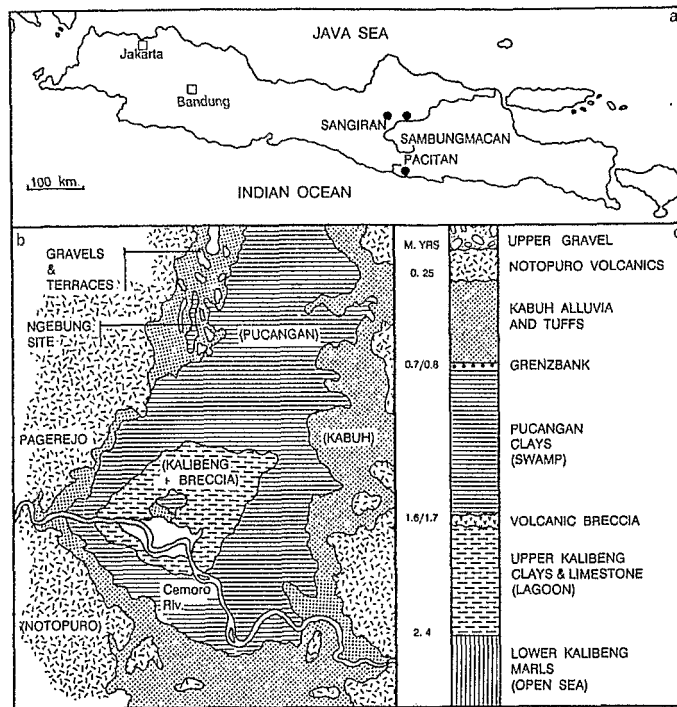 a
JAVA SEA
Jakarta
Bandung
SANGIRAN
SAMBUNGMACAN
PACITAN
100 km.
INDIAN OCEAN
b
GRAVELS
&
TERRACES
NGEBUNG
SITE
(PUCANGAN)
PAGEREJO
(KABUH)
(KALIBENG
+ BRECCIA)
Cemoro
Riv.
(NOTOPURO)
M. YRS
0. 25
0.7/0.8
1.6/1.7
2. 4
UPPER GRAVEL
NOTOPURO VOLCANICS
KABUH ALLUVIA
AND TUFFS
GRENZBANK
PUCANGAN
CLAYS
(SWAMP)
VOLCANIC BRECCIA
UPPER KALIBENG
CLAYS & LIMESTONE
(LAGOON)
LOWER KALIBENG
MARLS
(OPEN SEA)